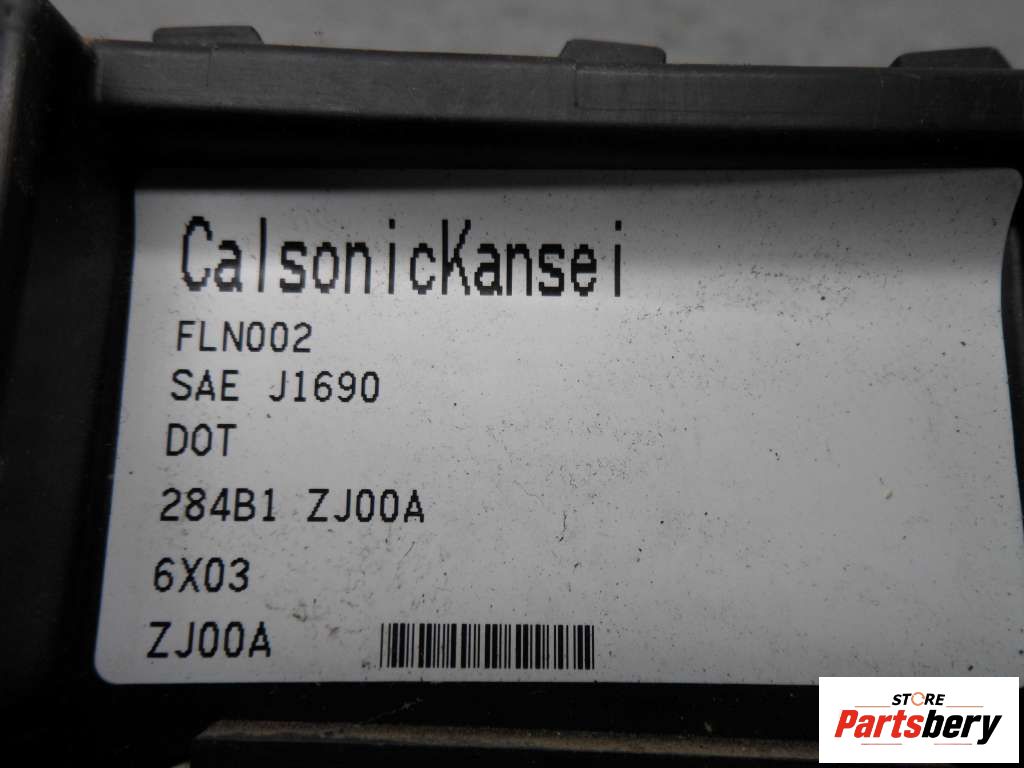 CalsonicKansei
FLN002
SAE J1690
DOT
284B1 ZJ00A
6X03
ZJ00A
STORE
Partsbery